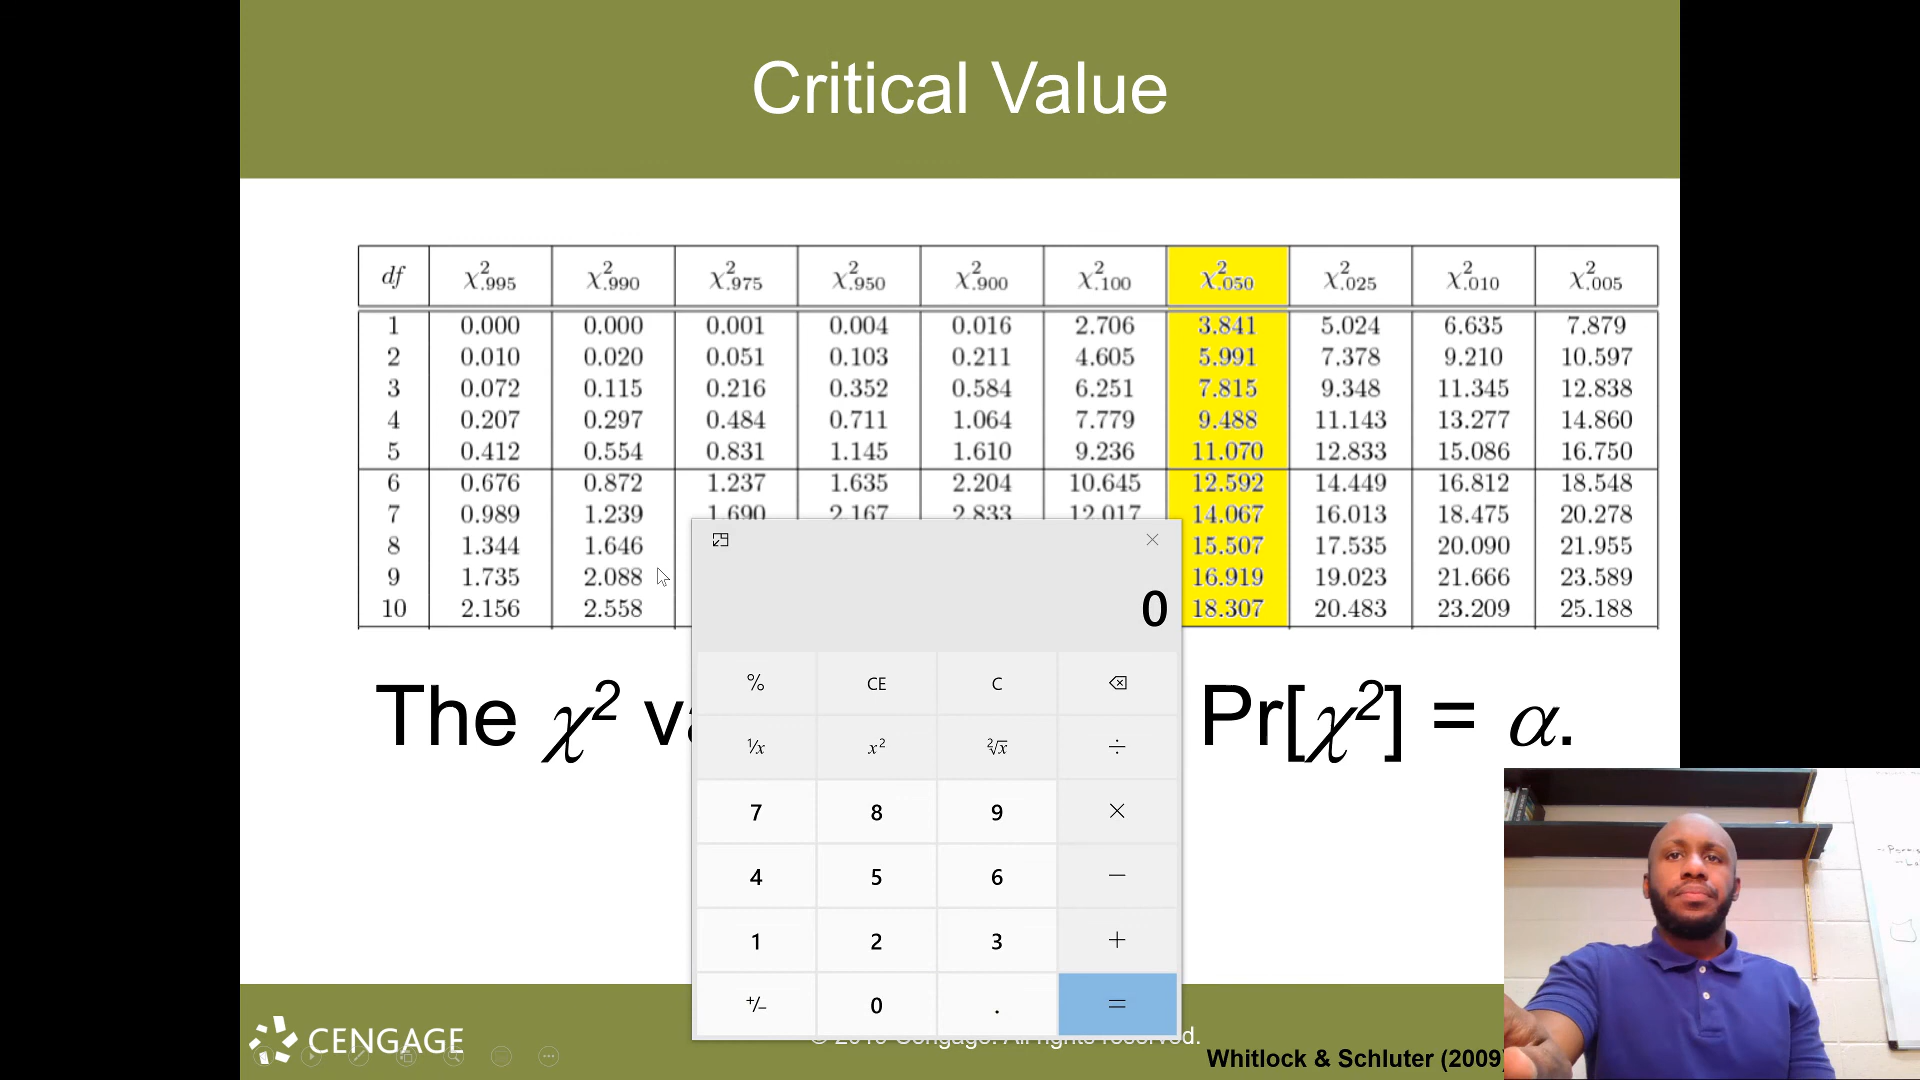 Critical Value
df χ².995 χ².990 χ².975 χ².950 χ².900 χ².100 χ².050 χ².025 χ².010 χ².005
1 0.000 0.000 0.001 0.004 0.016 2.706 3.841 5.024 6.635 7.879
2 0.010 0.020 0.051 0.103 0.211 4.605 5.991 7.378 9.210 10.597
3 0.072 0.115 0.216 0.352 0.584 6.251 7.815 9.348 11.345 12.838
4 0.207 0.297 0.484 0.711 1.064 7.779 9.488 11.143 13.277 14.860
5 0.412 0.554 0.831 1.145 1.610 9.236 11.070 12.833 15.086 16.750
6 0.676 0.872 1.237 1.635 2.204 10.645 12.592 14.449 16.812 18.548
7 0.989 1.239 1.690 2.167 2.833 12.017 14.067 16.013 18.475 20.278
8 1.344 1.646 15.507 17.535 20.090 21.955
9 1.735 2.088 16.919 19.023 21.666 23.589
10 2.156 2.558 18.307 20.483 23.209 25.188
The χ² va Pr[χ²] = α.
0
% CE C
¹/x x² ²√x ÷
7 8 9 ×
4 5 6 −
1 2 3 +
+/− 0 . =
CENGAGE
Cengage. All rights reserved.
Whitlock & Schluter (2009)